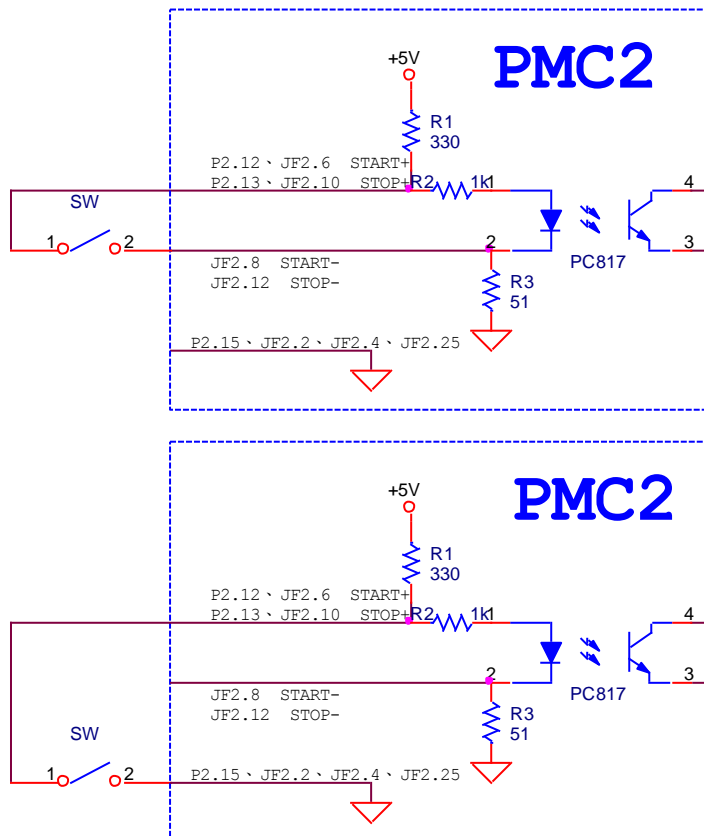 PMC2
+5V
R1
330
P2.12、JF2.6 START+
P2.13、JF2.10 STOP+
R2 1k 1
4
SW
1 2
2
3
JF2.8 START-
JF2.12 STOP-
PC817
R3
51
P2.15、JF2.2、JF2.4、JF2.25
PMC2
+5V
R1
330
P2.12、JF2.6 START+
P2.13、JF2.10 STOP+
R2 1k 1
4
2
3
JF2.8 START-
JF2.12 STOP-
PC817
R3
51
SW
1 2
P2.15、JF2.2、JF2.4、JF2.25